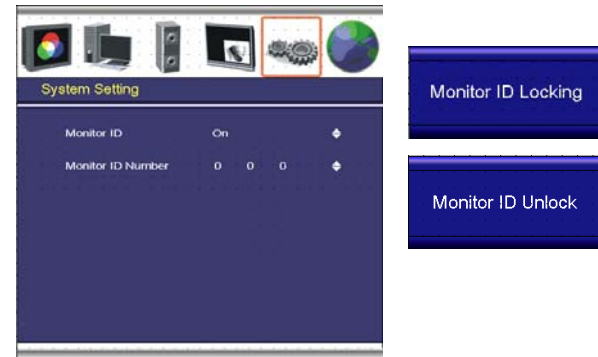 System Setting
Monitor ID On
Monitor ID Number 0 0 0
Monitor ID Locking
Monitor ID Unlock